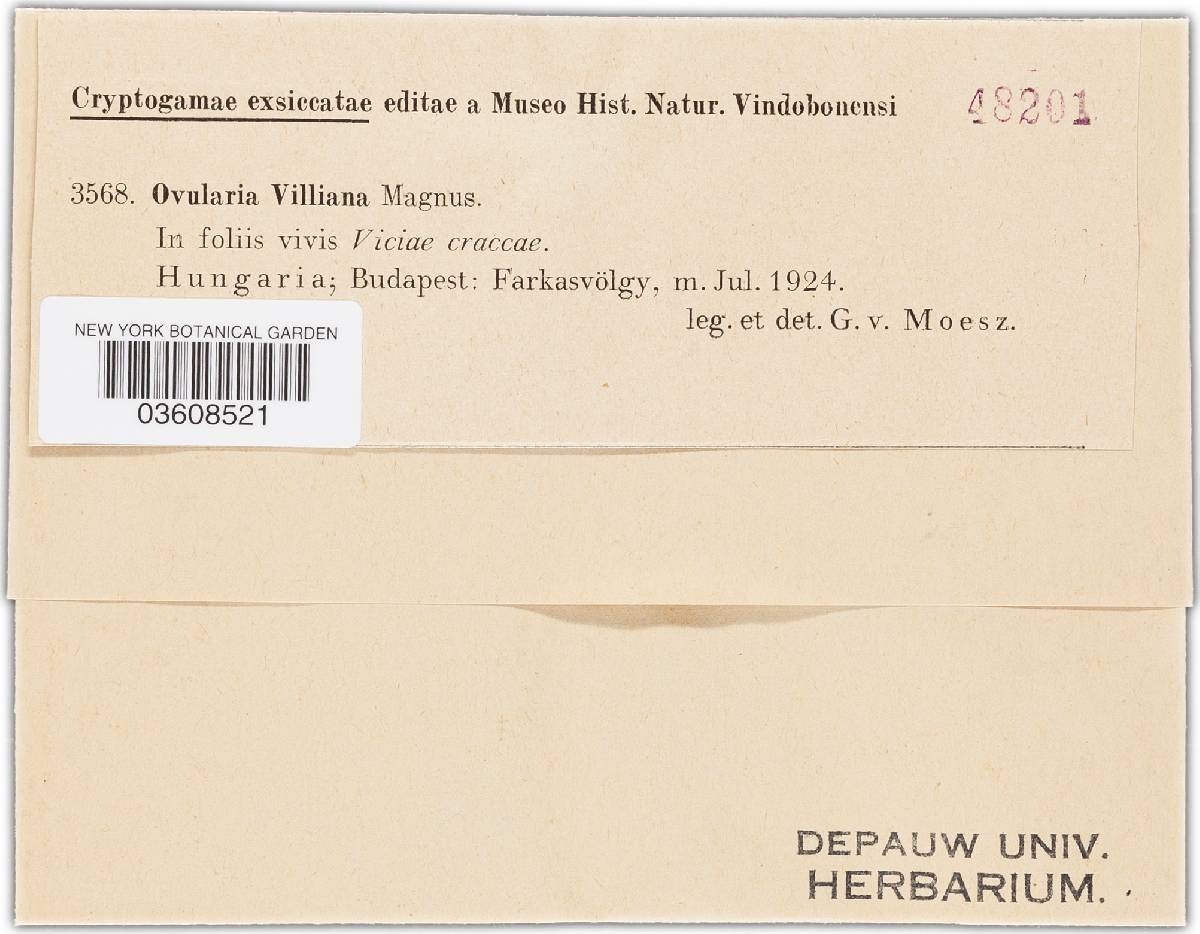 Cryptogamae exsiccatae editae a Museo Hist. Natur. Vindobonensi 48201
3568. Ovularia Villiana Magnus.
In foliis vivis Viciae craccae.
Hungaria; Budapest: Farkasvölgy, m. Jul. 1924.
leg. et det. G. v. Moesz.
NEW YORK BOTANICAL GARDEN
03608521
DEPAUW UNIV.
HERBARIUM.